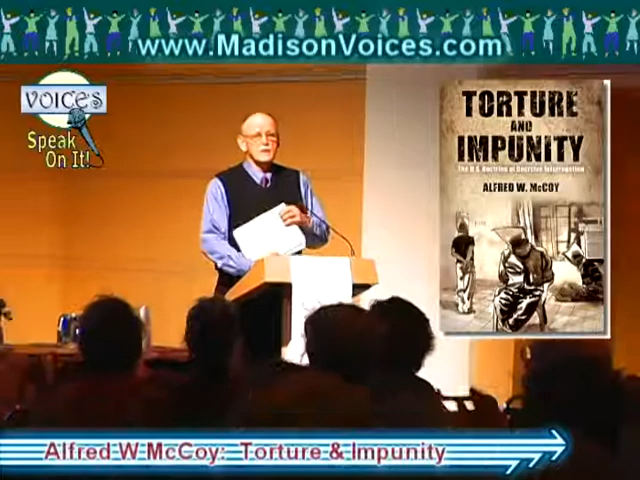 www.MadisonVoices.com
VOICES
Speak
On It!
TORTURE
AND
IMPUNITY
The U.S. Doctrine of Coercive Interrogation
ALFRED W. McCOY
Alfred W McCoy: Torture & Impunity